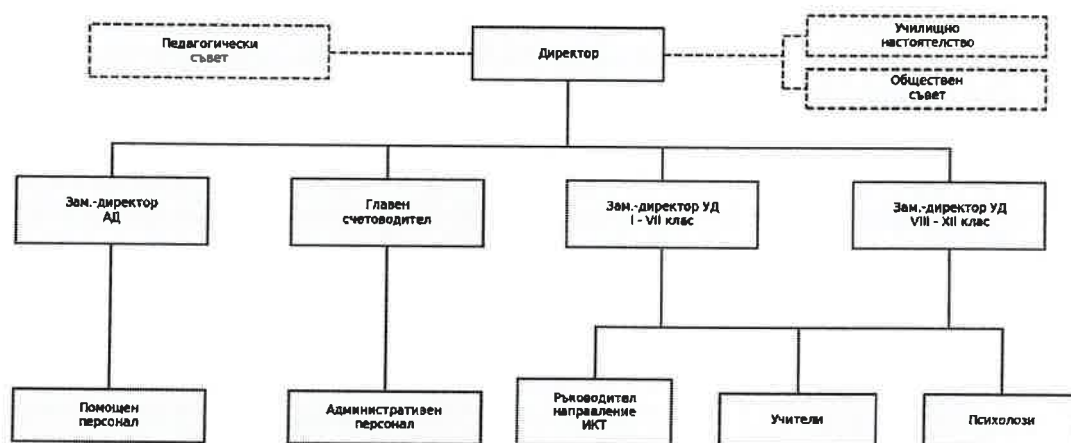 Педагогически
съвет
Директор
Училищно
настоятелство
Обществен
съвет
Зам.-директор
АД
Главен
счетоводител
Зам.-директор УД
I - VII клас
Зам.-директор УД
VIII - XII клас
Помощен
персонал
Административен
персонал
Ръководител
направление
ИКТ
Учители
Психолози